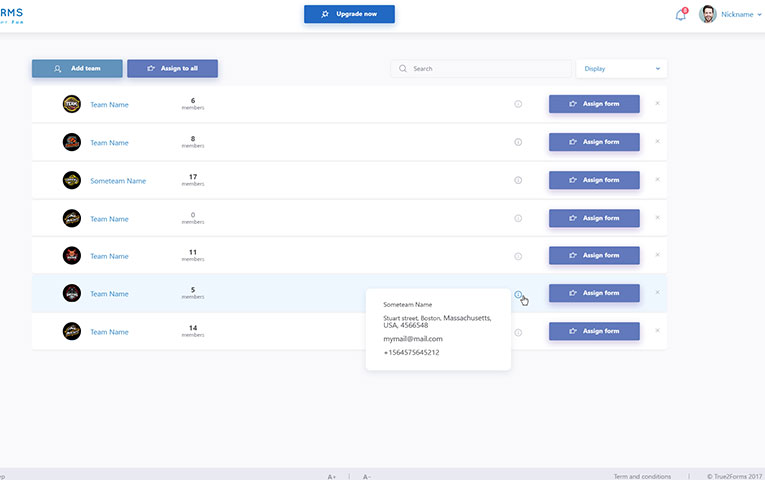 RMS
Upgrade now
8
Nickname
Add team
Assign to all
Search
Display
Team Name
6
members
Assign form
Team Name
8
members
Assign form
Someteam Name
17
members
Assign form
Team Name
0
members
Assign form
Team Name
11
members
Assign form
Team Name
5
members
Assign form
Someteam Name
Stuart street, Boston, Massachusetts,
USA, 4566548
mymail@mail.com
+1564575645212
Team Name
14
members
Assign form
A+ | A-
Term and conditions | © True2Forms 2017